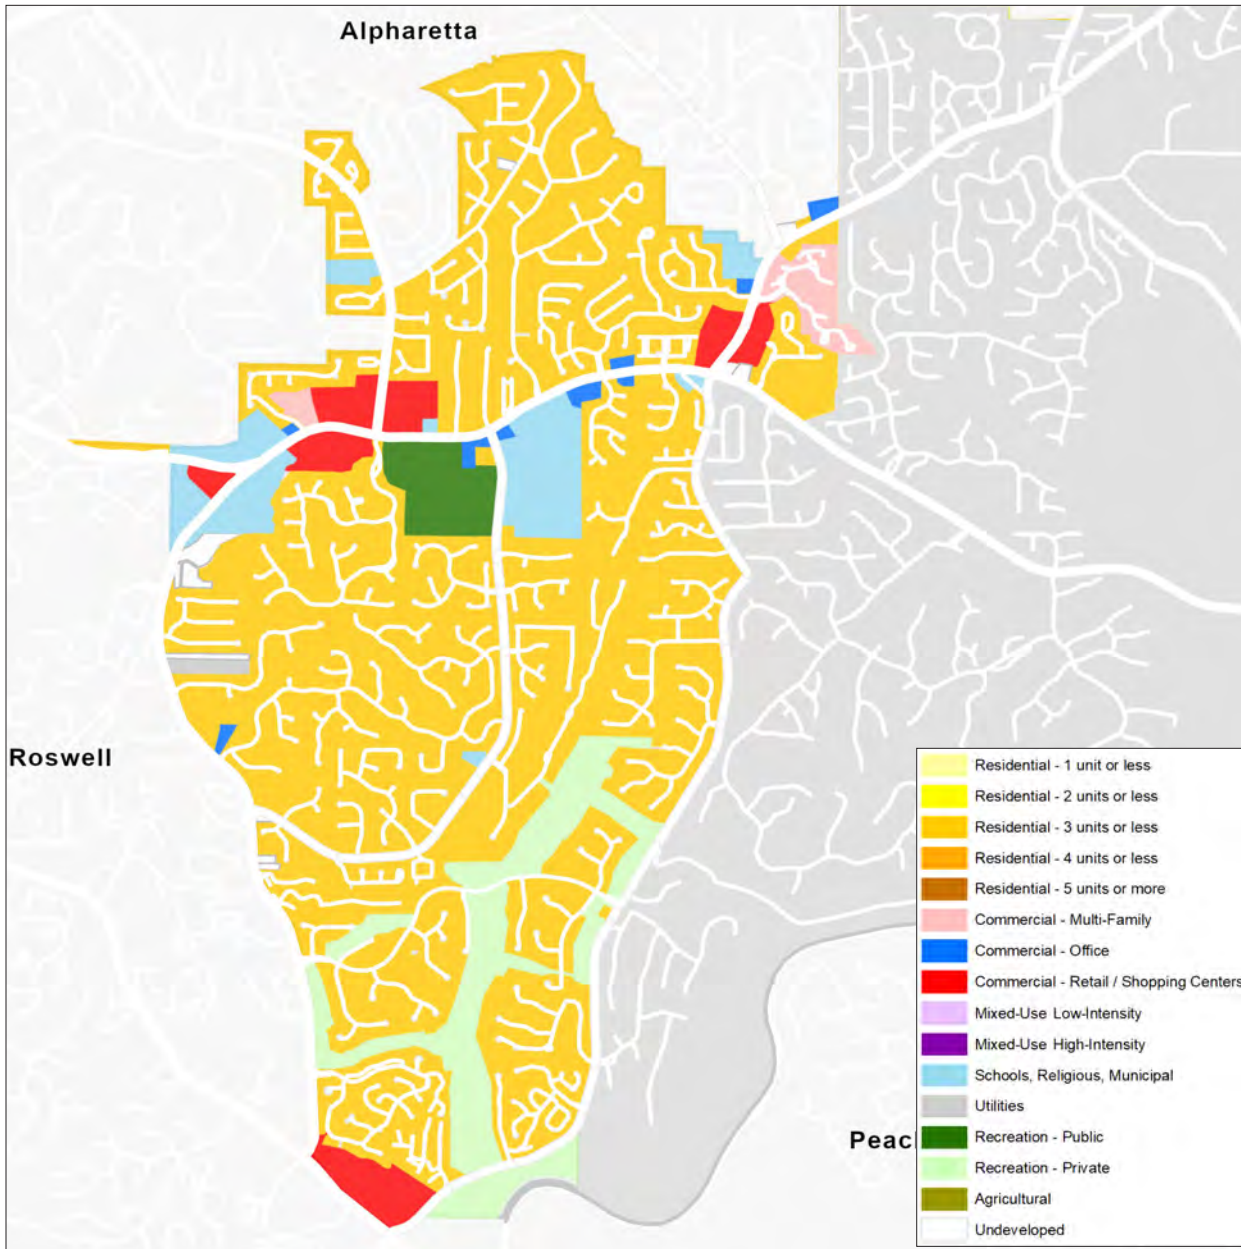 Alpharetta
Roswell
Residential - 1 unit or less
Residential - 2 units or less
Residential - 3 units or less
Residential - 4 units or less
Residential - 5 units or more
Commercial - Multi-Family
Commercial - Office
Commercial - Retail / Shopping Centers
Mixed-Use Low-Intensity
Mixed-Use High-Intensity
Schools, Religious, Municipal
Utilities
Peac
Recreation - Public
Recreation - Private
Agricultural
Undeveloped